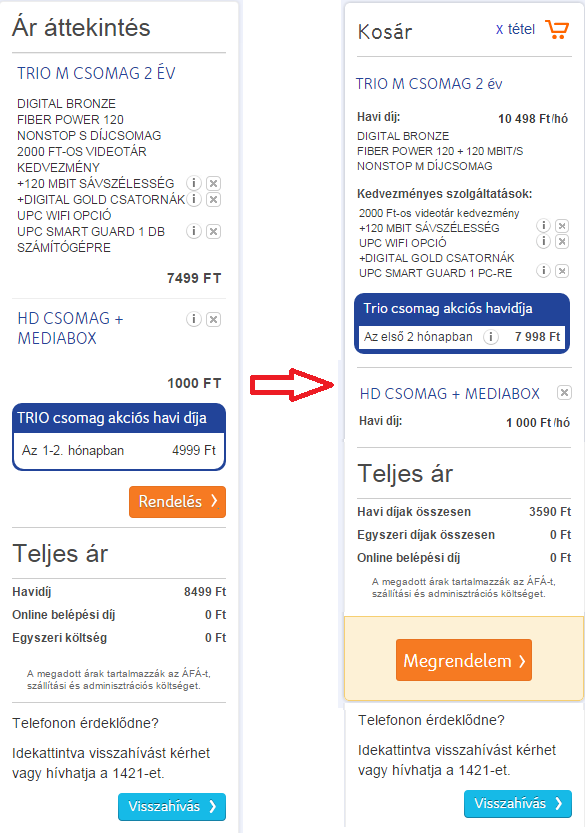 Ár áttekintés
TRIO M CSOMAG 2 ÉV
DIGITAL BRONZE
FIBER POWER 120
NONSTOP S DÍJCSOMAG
2000 FT-OS VIDEOTÁR
KEDVEZMÉNY
+120 MBIT SÁVSZÉLESSÉG
+DIGITAL GOLD CSATORNÁK
UPC WIFI OPCIÓ
UPC SMART GUARD 1 DB
SZÁMÍTÓGÉPRE
7499 FT
HD CSOMAG +
MEDIABOX
1000 FT
TRIO csomag akciós havi díja
Az 1-2. hónapban 4999 Ft
Rendelés
Teljes ár
Havidíj 8499 Ft
Online belépési díj 0 Ft
Egyszeri költség 0 Ft
A megadott árak tartalmazzák az ÁFÁ-t,
szállítási és adminisztrációs költséget.
Telefonon érdeklődne?
Idekattintva visszahívást kérhet
vagy hívhatja a 1421-et.
Visszahívás
Kosár X tétel
TRIO M CSOMAG 2 év
Havi díj: 10 498 Ft/hó
DIGITAL BRONZE
FIBER POWER 120 + 120 MBIT/S
NONSTOP M DÍJCSOMAG
Kedvezményes szolgáltatások:
2000 Ft-os videotár kedvezmény
+120 MBIT SÁVSZÉLESSÉG
UPC WIFI OPCIÓ
+DIGITAL GOLD CSATORNÁK
UPC SMART GUARD 1 PC-RE
Trio csomag akciós havidíja
Az első 2 hónapban 7 998 Ft
HD CSOMAG + MEDIABOX
Havi díj: 1 000 Ft/hó
Teljes ár
Havi díjak összesen 3590 Ft
Egyszeri díjak összesen 0 Ft
Online belépési díj 0 Ft
A megadott árak tartalmazzák az ÁFÁ-t,
szállítási és adminisztrációs költséget.
Megrendelem
Telefonon érdeklődne?
Idekattintva visszahívást kérhet
vagy hívhatja a 1421-et.
Visszahívás